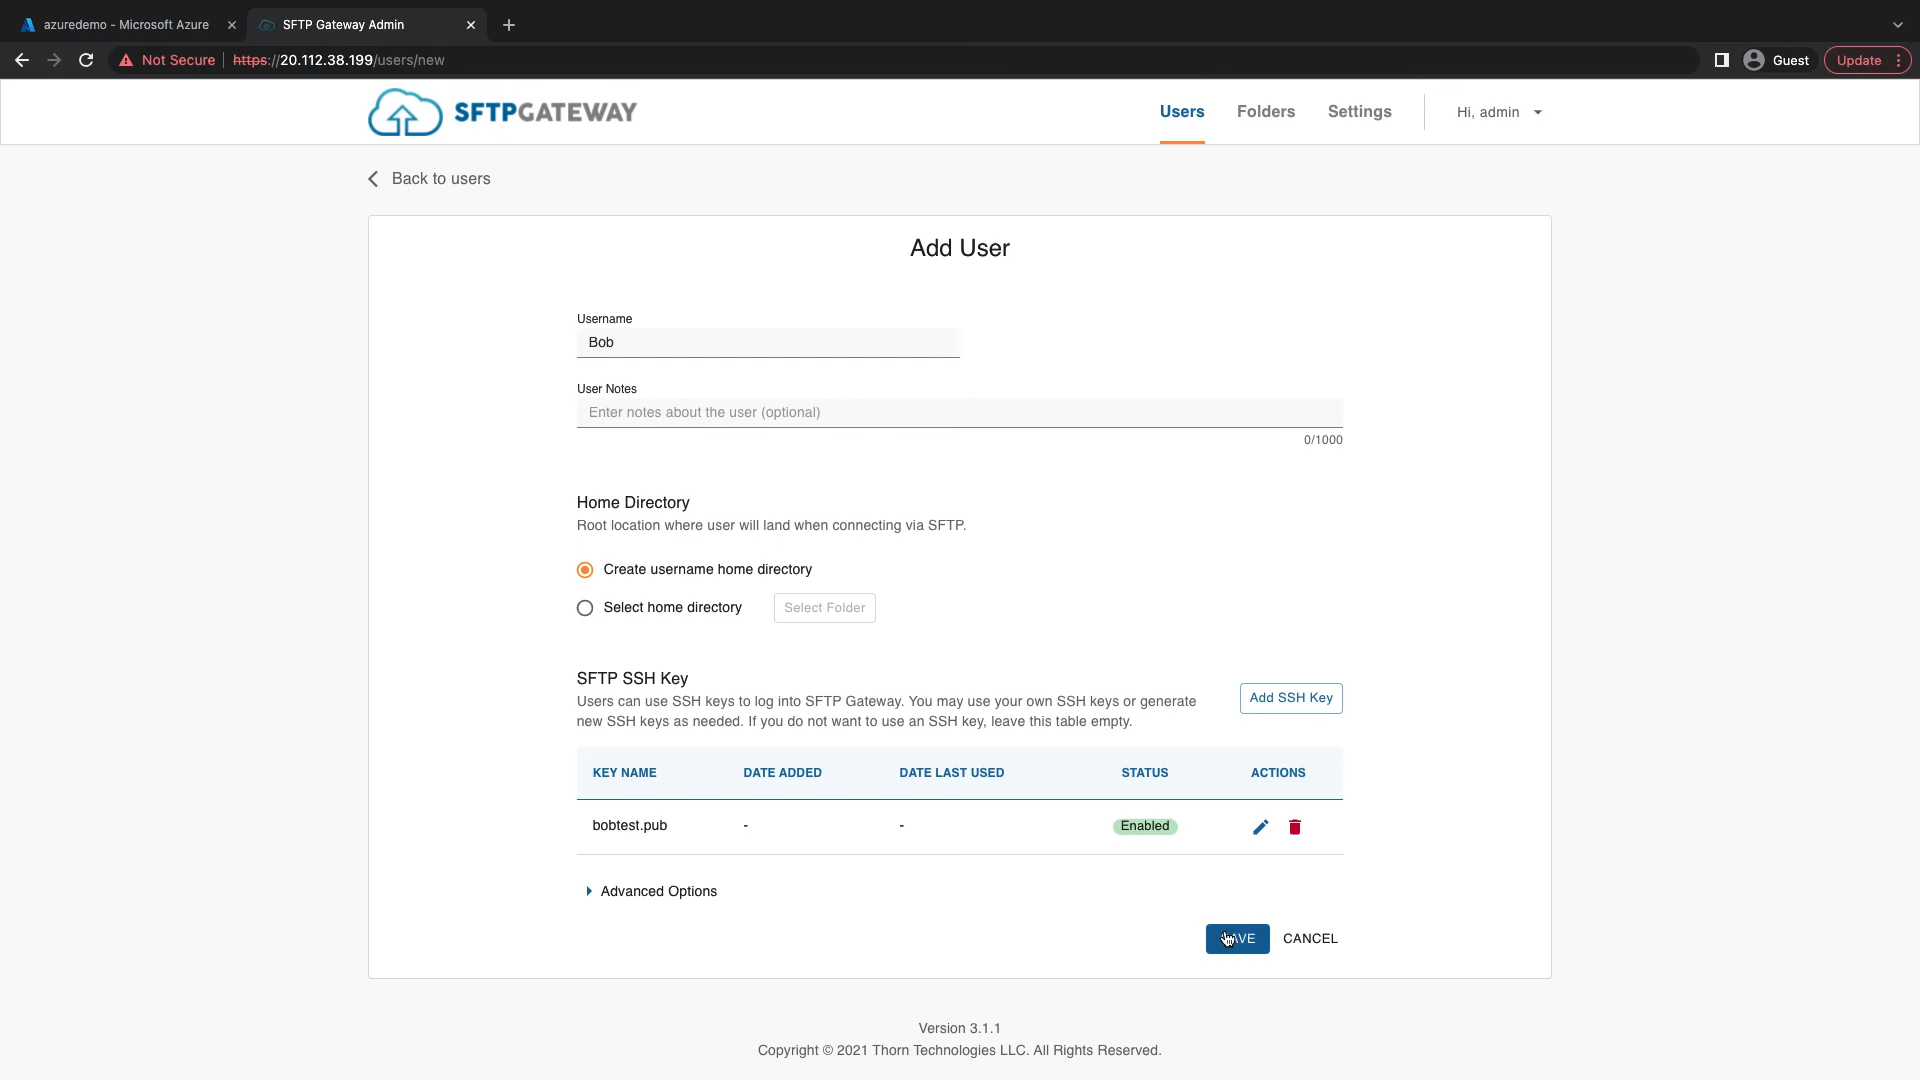 azuredemo - Microsoft Azure
SFTP Gateway Admin
Not Secure
https://20.112.38.199/users/new
Guest
Update
SFTPGATEWAY
Users
Folders
Settings
Hi, admin
Back to users
Add User
Username
Bob
User Notes
Enter notes about the user (optional)
0/1000
Home Directory
Root location where user will land when connecting via SFTP.
Create username home directory
Select home directory
Select Folder
SFTP SSH Key
Users can use SSH keys to log into SFTP Gateway. You may use your own SSH keys or generate
new SSH keys as needed. If you do not want to use an SSH key, leave this table empty.
Add SSH Key
KEY NAME DATE ADDED DATE LAST USED STATUS ACTIONS
bobtest.pub - - Enabled
Advanced Options
CANCEL
Version 3.1.1
Copyright © 2021 Thorn Technologies LLC. All Rights Reserved.